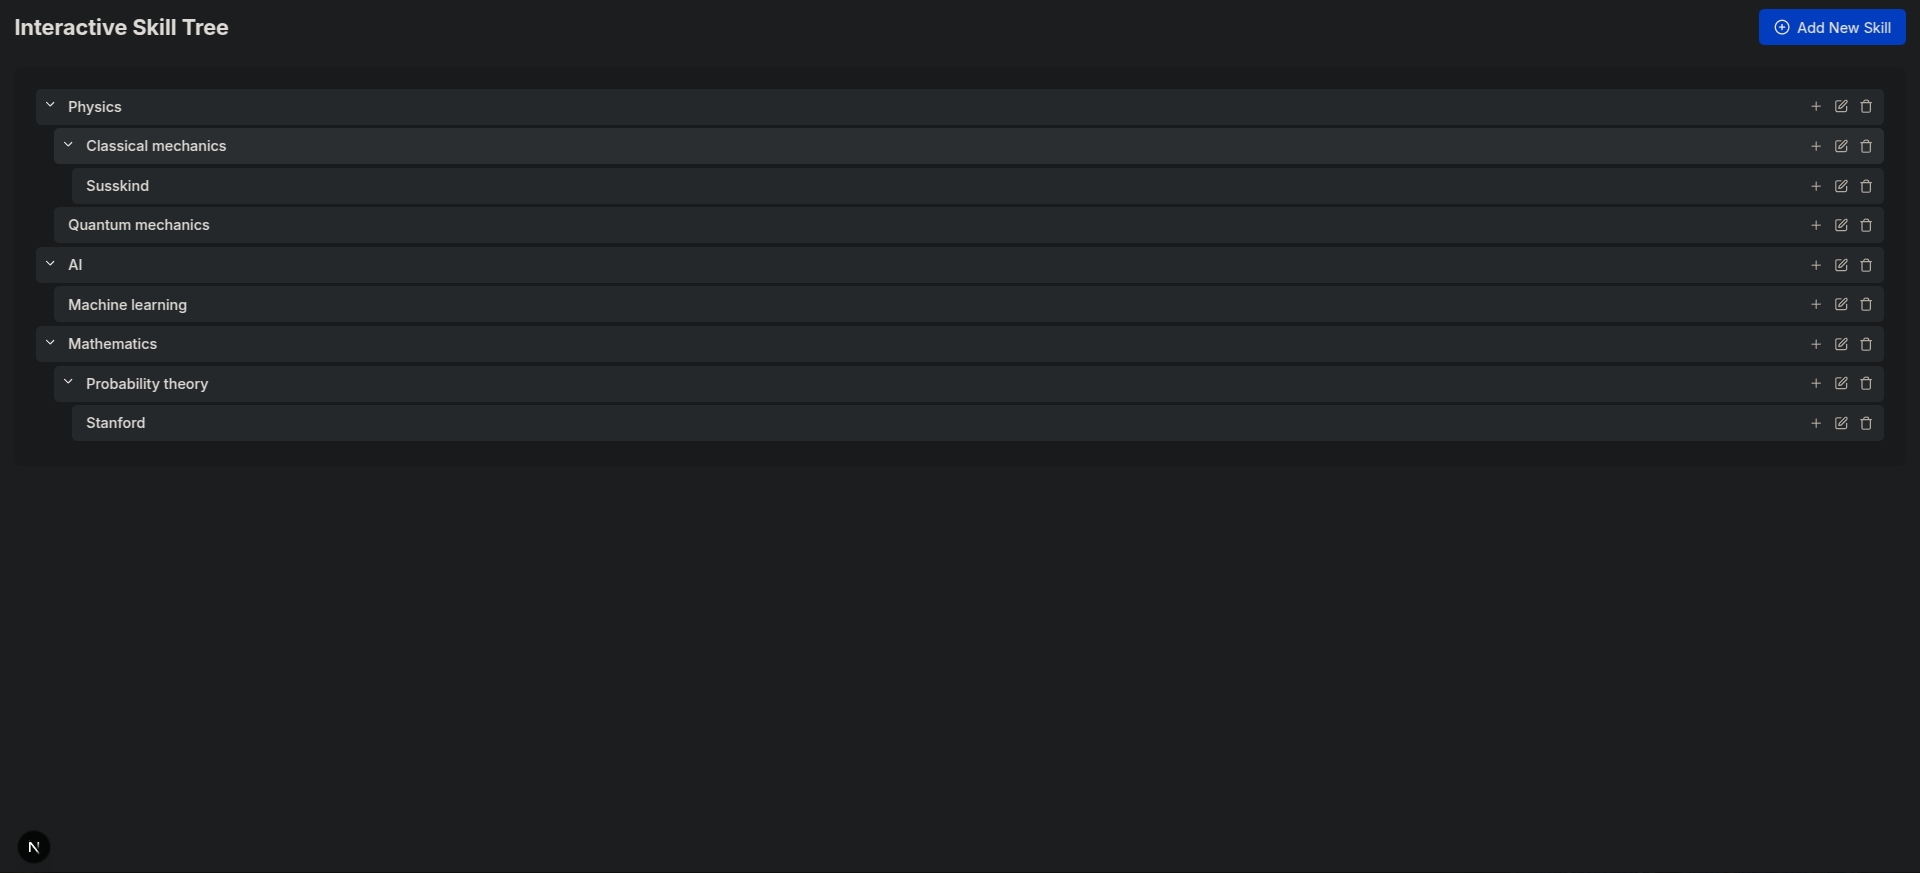 Interactive Skill Tree
Add New Skill
Physics
Classical mechanics
Susskind
Quantum mechanics
AI
Machine learning
Mathematics
Probability theory
Stanford
N